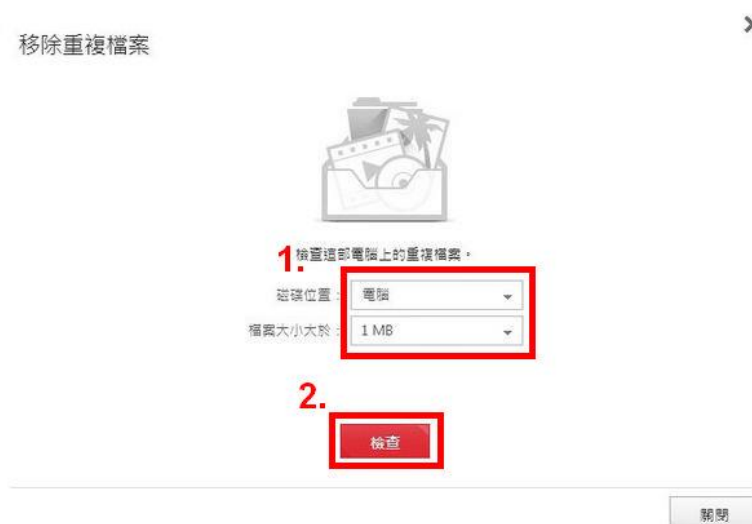 移除重複檔案
1.
檢查這部電腦上的重複檔案。
磁碟位置： 電腦
檔案大小大於： 1 MB
2.
檢查
關閉